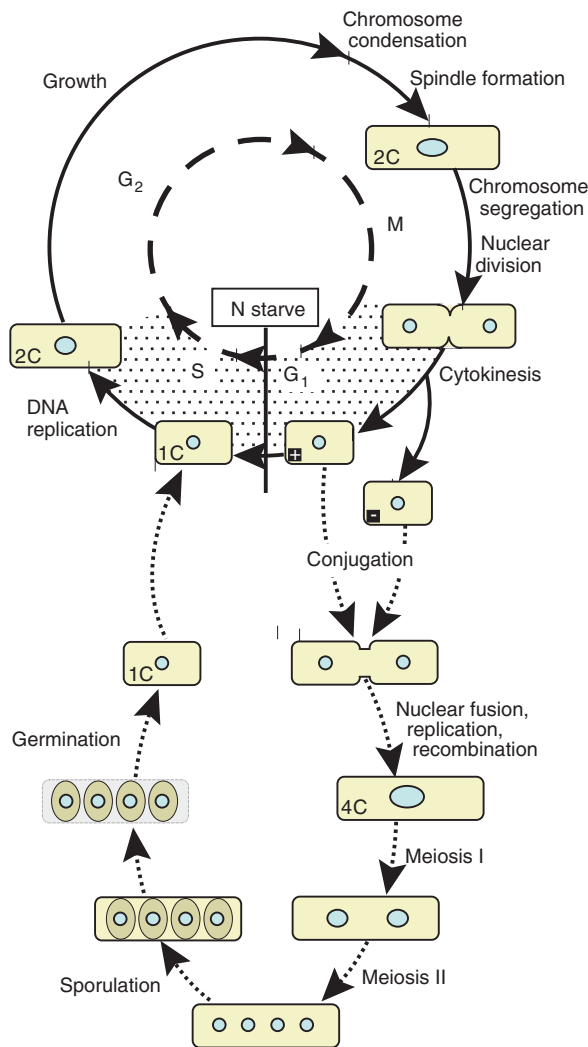 Chromosome
condensation
Growth
Spindle formation
2C
G2
Chromosome
segregation
M
Nuclear
division
N starve
2C
S
G1
Cytokinesis
DNA
replication
1C
+
-
Conjugation
1C
Nuclear fusion,
replication,
recombination
Germination
4C
Meiosis I
Sporulation
Meiosis II